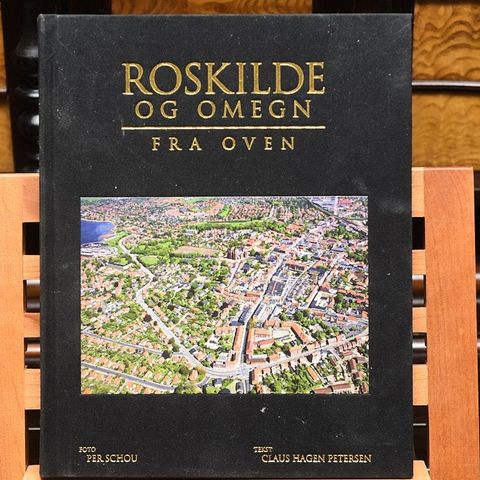 ROSKILDE
OG OMEGN
FRA OVEN
FOTO
PER SCHOU
TEKST
CLAUS HAGEN PETERSEN